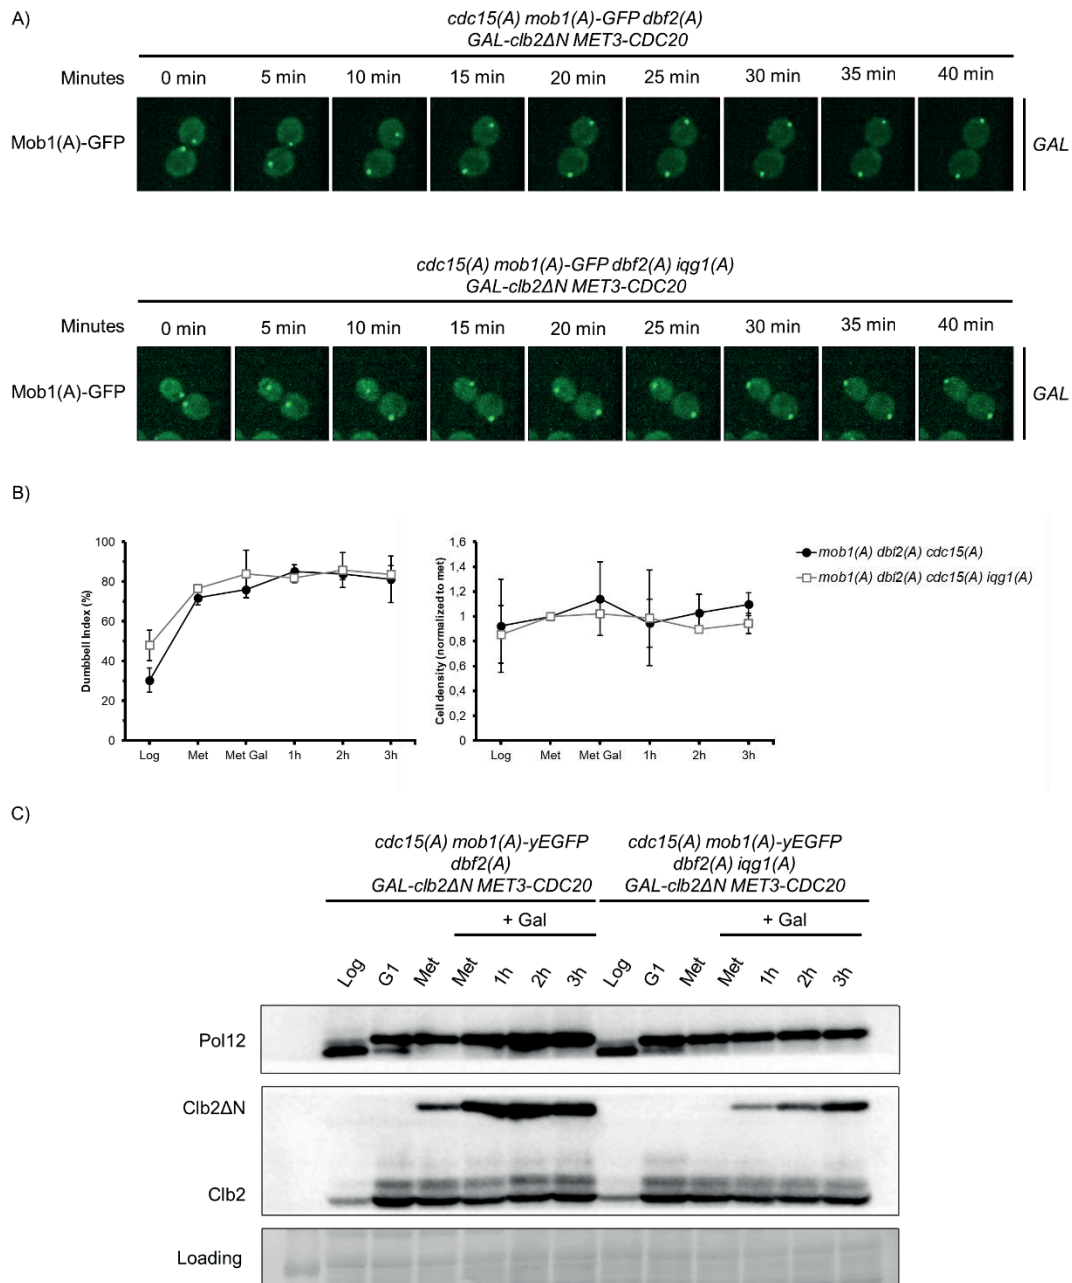 A)
cdc15(A) mob1(A)-GFP dbf2(A)
GAL-clb2ΔN MET3-CDC20
Minutes 0 min 5 min 10 min 15 min 20 min 25 min 30 min 35 min 40 min
Mob1(A)-GFP GAL
cdc15(A) mob1(A)-GFP dbf2(A) iqg1(A)
GAL-clb2ΔN MET3-CDC20
Minutes 0 min 5 min 10 min 15 min 20 min 25 min 30 min 35 min 40 min
Mob1(A)-GFP GAL
B)
Dumbbell Index (%)
100
80
60
40
20
0
Log Met Met Gal 1h 2h 3h
Cell density (normalized to met)
1,6
1,4
1,2
1
0,8
0,6
0,4
0,2
0
Log Met Met Gal 1h 2h 3h
mob1(A) dbi2(A) cdc15(A)
mob1(A) dbi2(A) cdc15(A) iqg1(A)
C)
cdc15(A) mob1(A)-yEGFP
dbf2(A)
GAL-clb2ΔN MET3-CDC20
cdc15(A) mob1(A)-yEGFP
dbf2(A) iqg1(A)
GAL-clb2ΔN MET3-CDC20
+ Gal + Gal
Log G1 Met Met 1h 2h 3h Log G1 Met Met 1h 2h 3h
Pol12
Clb2ΔN
Clb2
Loading